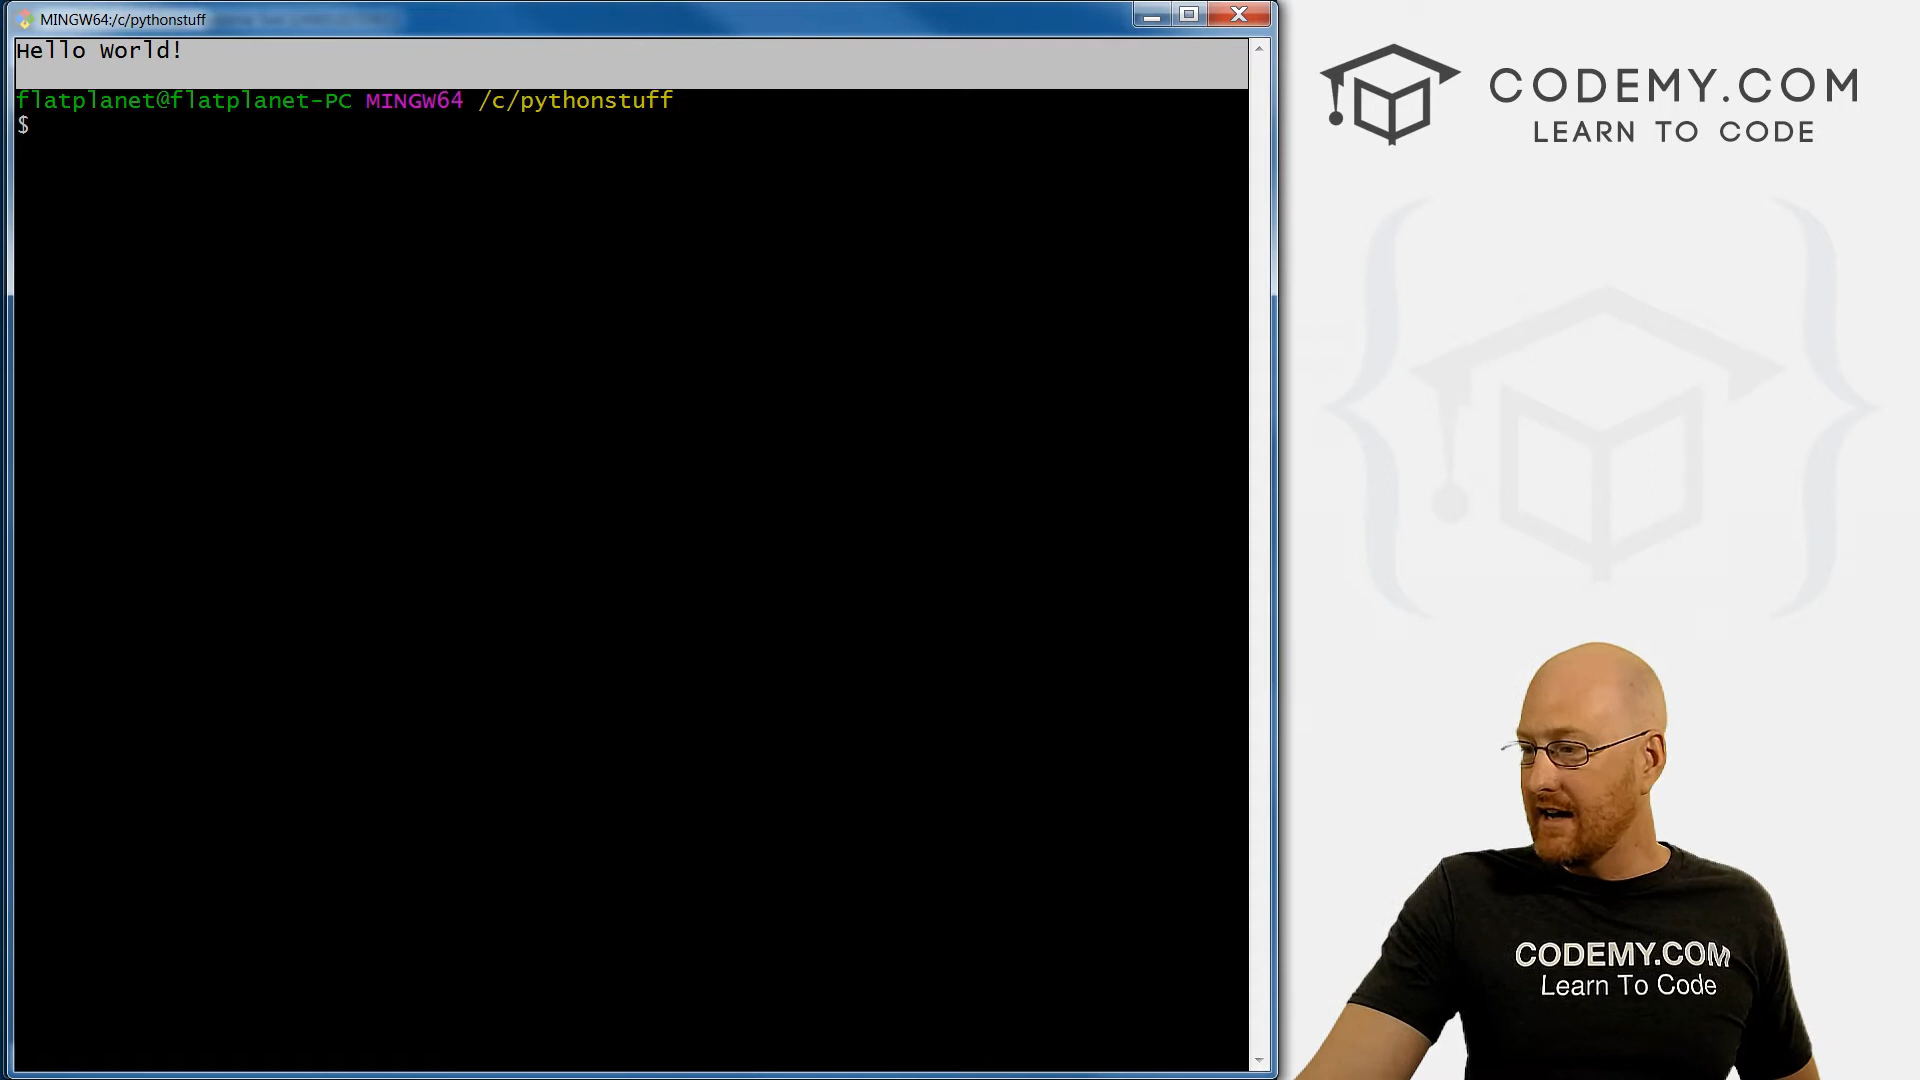 MINGW64:/c/pythonstuff
Hello World!
flatplanet@flatplanet-PC MINGW64 /c/pythonstuff
$
CODEMY.COM
LEARN TO CODE
CODEMY.COM
Learn To Code